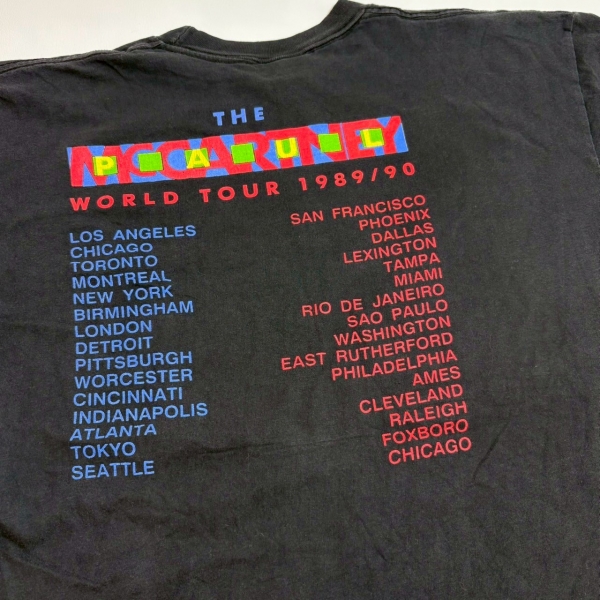 THE
McCARTNEY
P A U L
WORLD TOUR 1989/90
LOS ANGELES
CHICAGO
TORONTO
MONTREAL
NEW YORK
BIRMINGHAM
LONDON
DETROIT
PITTSBURGH
WORCESTER
CINCINNATI
INDIANAPOLIS
ATLANTA
TOKYO
SEATTLE
SAN FRANCISCO
PHOENIX
DALLAS
LEXINGTON
TAMPA
MIAMI
RIO DE JANEIRO
SAO PAULO
WASHINGTON
EAST RUTHERFORD
PHILADELPHIA
AMES
CLEVELAND
RALEIGH
FOXBORO
CHICAGO